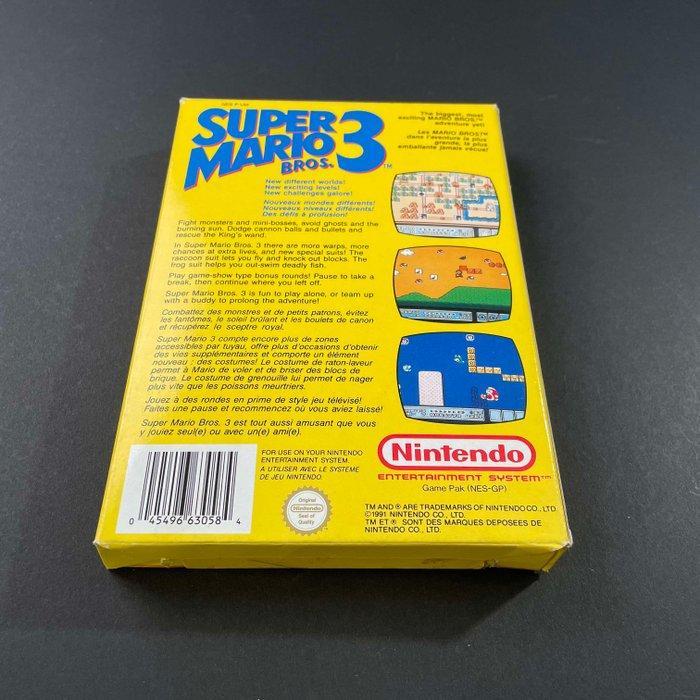 SUPER
MARIO
BROS. 3™
The biggest, most
exciting MARIO BROS.™
adventure yet!
Les MARIO BROS™
dans l'aventure la plus
grande, la plus
emballante jamais vécue!
New different worlds!
New exciting levels!
New challenges galore!
Nouveaux mondes différents!
Nouveaux niveaux différents!
Des défis à profusion!
Fight monsters and mini-bosses, avoid ghosts and the
burning sun. Dodge cannon balls and bullets and
rescue the King's wand.
In Super Mario Bros. 3 there are more warps, more
chances at extra lives, and new special suits! The
raccoon suit lets you fly and knock out blocks. The
frog suit helps you out-swim deadly fish.
Play game-show type bonus rounds! Pause to take a
break, then continue where you left off.
Super Mario Bros. 3 is fun to play alone, or team up
with a buddy to prolong the adventure!
Combattez des monstres et de petits patrons, évitez
les fantômes, le soleil brûlant et les boulets de canon
et récupérez le sceptre royal.
Super Mario 3 compte encore plus de zones
accessibles par tuyau, offre plus d'occasions d'obtenir
des vies supplémentaires et comporte un élément
nouveau : des costumes! Le costume de raton-laveur
permet à Mario de voler et de briser des blocs de
brique. Le costume de grenouille lui permet de nager
plus vite que les poissons meurtriers.
Jouez à des rondes en prime de style jeu télévisé!
Faites une pause et recommencez où vous aviez laissé!
Super Mario Bros. 3 est tout aussi amusant que vous
y jouiez seul(e) ou avec un(e) ami(e).
0 45496 63058 4
FOR USE ON YOUR NINTENDO
ENTERTAINMENT SYSTEM.
A UTILISER AVEC LE SYSTEME
DE JEU NINTENDO.
Original
Nintendo
Seal of
Quality
Nintendo
ENTERTAINMENT SYSTEM™
Game Pak (NES-GP)
TM AND ® ARE TRADEMARKS OF NINTENDO CO., LTD.
©1991 NINTENDO CO., LTD.
TM ET ® SONT DES MARQUES DEPOSEES DE
NINTENDO CO., LTD.